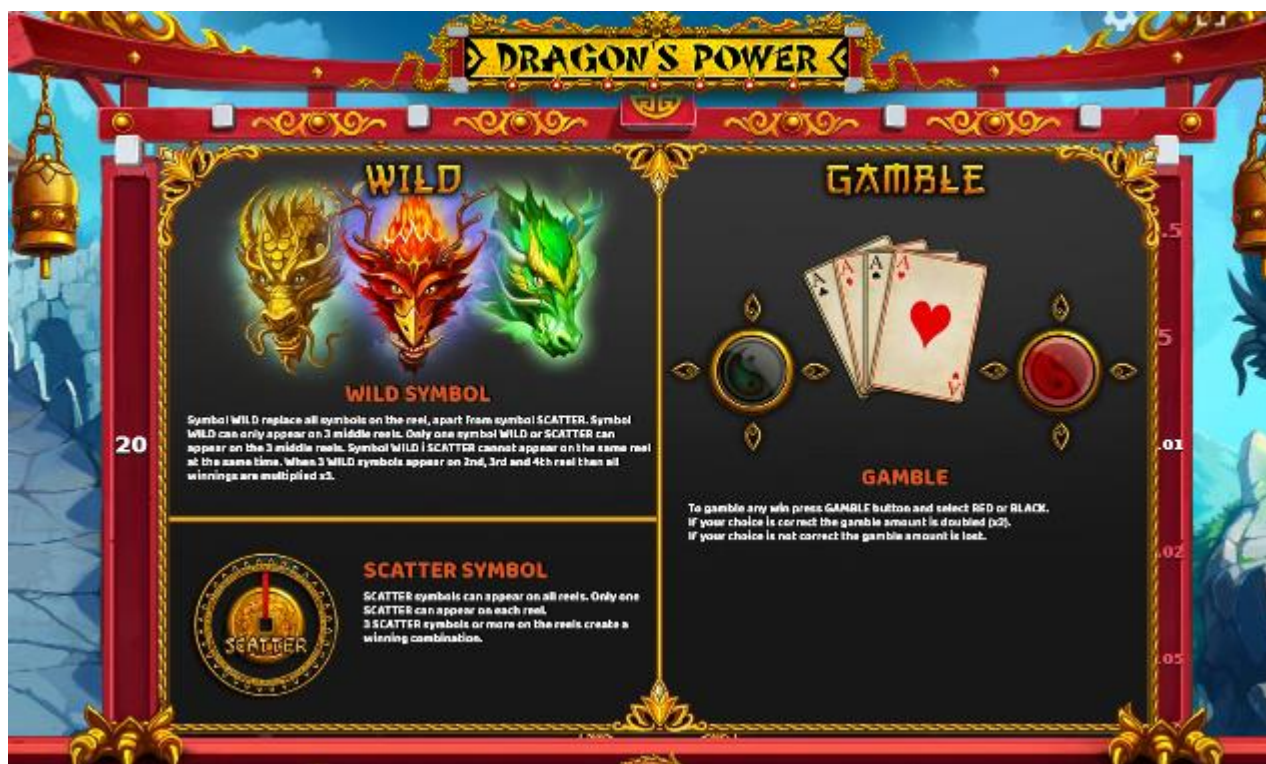 DRAGON'S POWER
WILD
WILD SYMBOL
Symbol WILD replace all symbols on the reel, apart from symbol SCATTER. Symbol
WILD can only appear on 3 middle reels. Only one symbol WILD or SCATTER can
appear on the 3 middle reels. Symbol WILD i SCATTER cannot appear on the same reel
at the same time. When 3 WILD symbols appear on 2nd, 3rd and 4th reel then all
winnings are multiplied x3.
20
SCATTER
SCATTER SYMBOL
SCATTER symbols can appear on all reels. Only one
SCATTER can appear on each reel.
3 SCATTER symbols or more on the reels create a
winning combination.
GAMBLE
A
A
A
A
A
GAMBLE
To gamble any win press GAMBLE button and select RED or BLACK.
If your choice is correct the gamble amount is doubled (x2).
If your choice is not correct the gamble amount is lost.
.5
5
.01
.02
.05